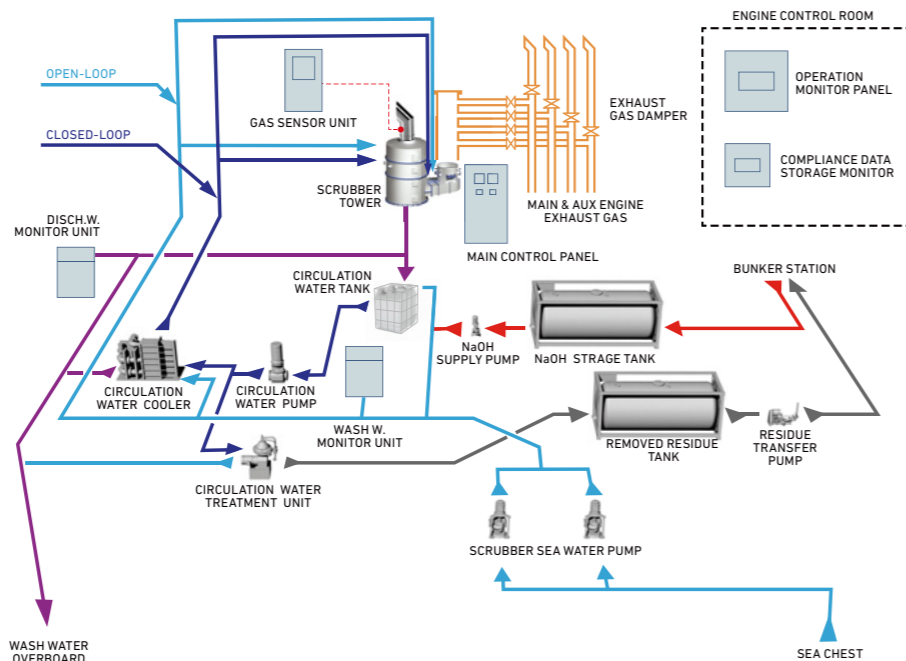 ENGINE CONTROL ROOM
OPEN-LOOP
OPERATION
MONITOR PANEL
GAS SENSOR UNIT
EXHAUST
GAS DAMPER
CLOSED-LOOP
COMPLIANCE DATA
STORAGE MONITOR
SCRUBBER
TOWER
MAIN & AUX ENGINE
EXHAUST GAS
DISCH.W.
MONITOR UNIT
MAIN CONTROL PANEL
CIRCULATION
WATER TANK
BUNKER STATION
NaOH
SUPPLY PUMP
NaOH STRAGE TANK
CIRCULATION
WATER COOLER
CIRCULATION
WATER PUMP
WASH W.
MONITOR UNIT
REMOVED RESIDUE
TANK
RESIDUE
TRANSFER
PUMP
CIRCULATION WATER
TREATMENT UNIT
SCRUBBER SEA WATER PUMP
WASH WATER
OVERBOARD
SEA CHEST